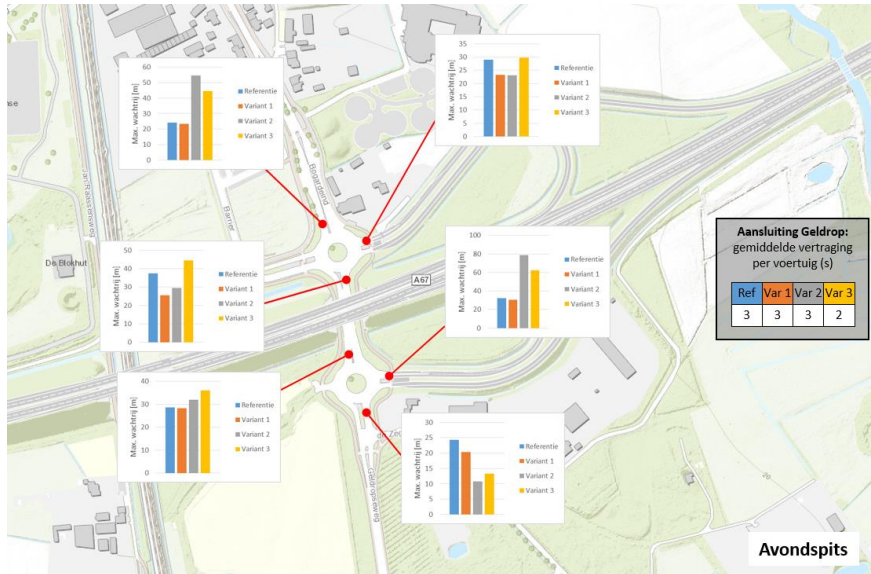 Max. wachtrij [m]
60
50
40
30
20
10
0
Referentie
Variant 1
Variant 2
Variant 3
Max. wachtrij [m]
35
30
25
20
15
10
5
0
Referentie
Variant 1
Variant 2
Variant 3
Jan Raessensweg
Barrier
Bogardeind
De Blokhut
A67
Max. wachtrij [m]
50
40
30
20
10
0
Referentie
Variant 1
Variant 2
Variant 3
Max. wachtrij [m]
100
80
60
40
20
0
Referentie
Variant 1
Variant 2
Variant 3
Aansluiting Geldrop:
gemiddelde vertraging
per voertuig (s)
Ref Var 1 Var 2 Var 3
3 3 3 2
Max. wachtrij [m]
40
30
20
10
0
Referentie
Variant 1
Variant 2
Variant 3
Max. wachtrij [m]
30
25
20
15
10
5
0
Referentie
Variant 1
Variant 2
Variant 3
Geldropseweg
20
Avondspits